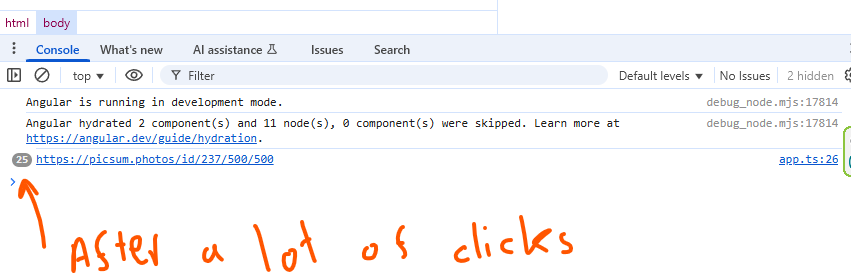 html body
Console What's new AI assistance Issues Search
top Filter Default levels No Issues 2 hidden
Angular is running in development mode. debug_node.mjs:17814
Angular hydrated 2 component(s) and 11 node(s), 0 component(s) were skipped. Learn more at debug_node.mjs:17814
https://angular.dev/guide/hydration.
25 https://picsum.photos/id/237/500/500 app.ts:26
After a lot of clicks